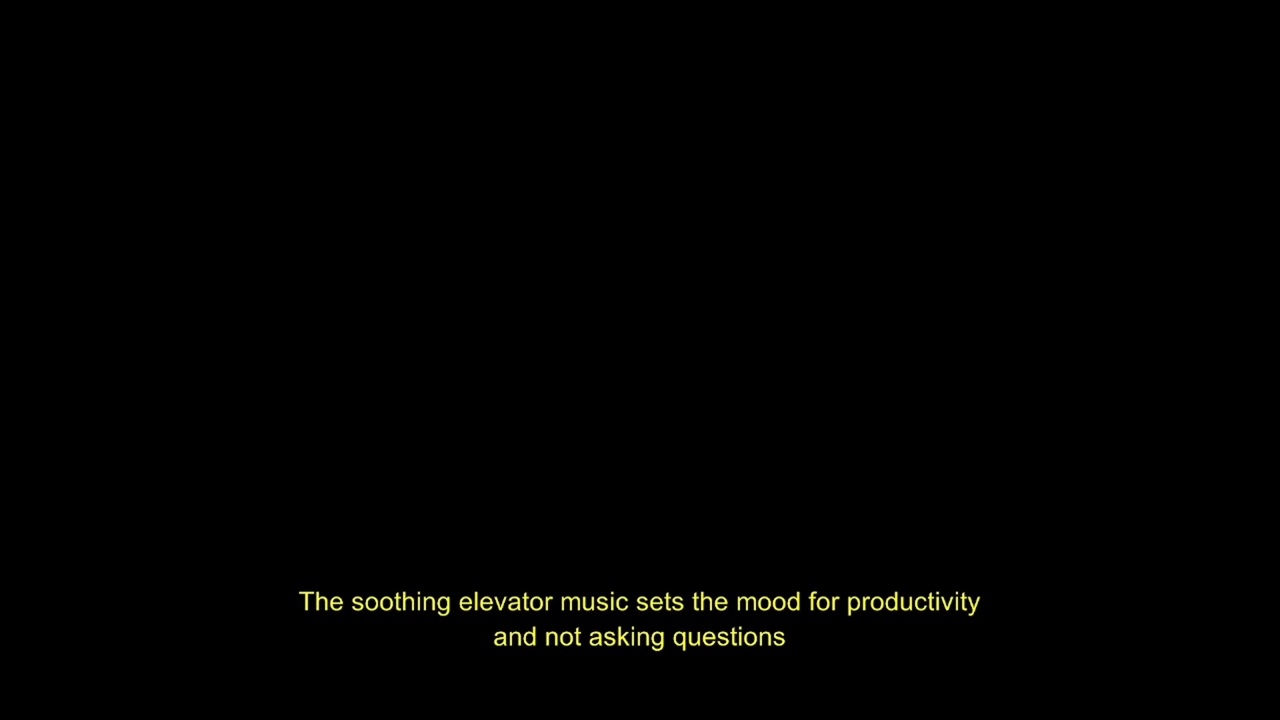 The soothing elevator music sets the mood for productivity
and not asking questions